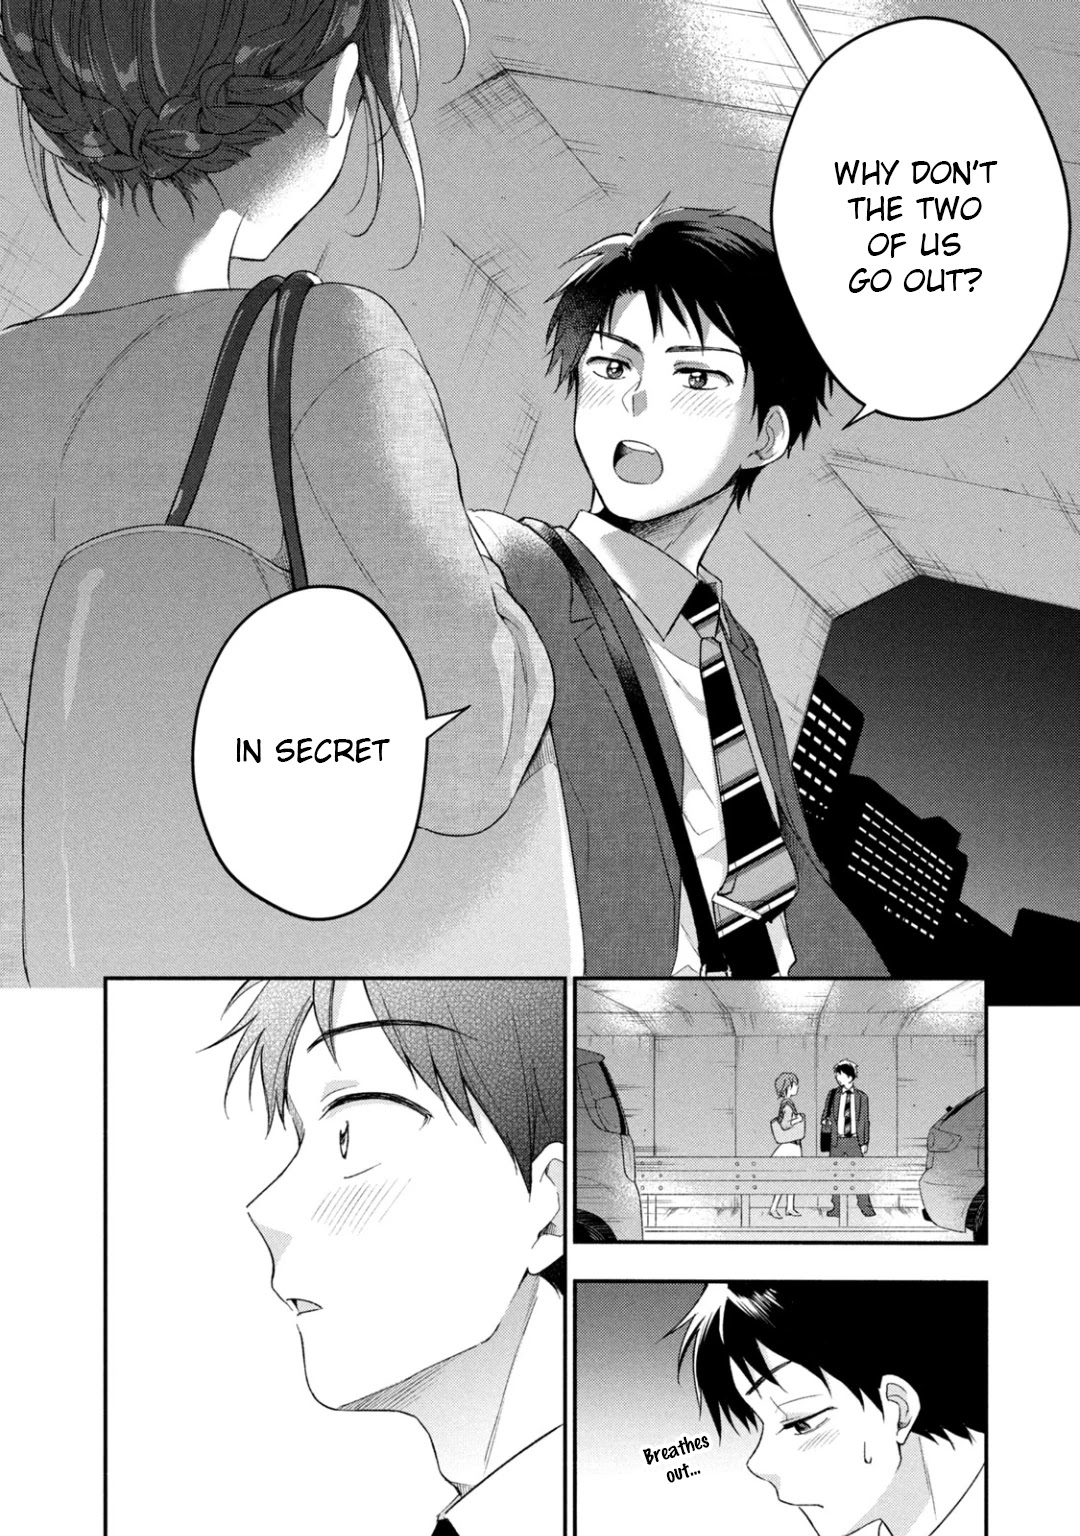 WHY DON'T
THE TWO
OF US
GO OUT?
IN SECRET
Breathes
out...